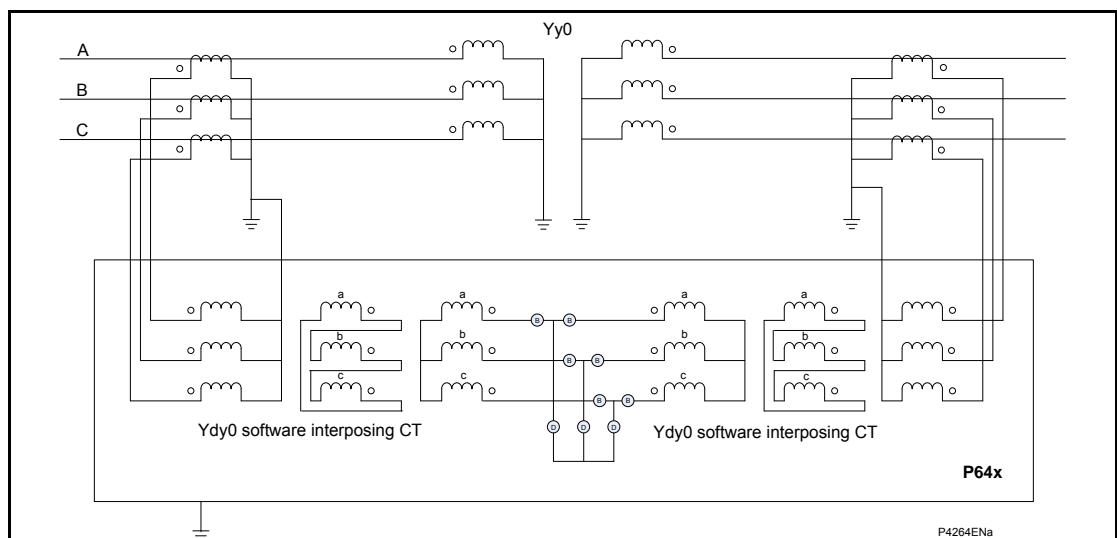 Yy0
A
B
C
a a a a
b b b b
c c c c
B B
B B
B B
D D D
Ydy0 software interposing CT
Ydy0 software interposing CT
P64x
P4264ENa